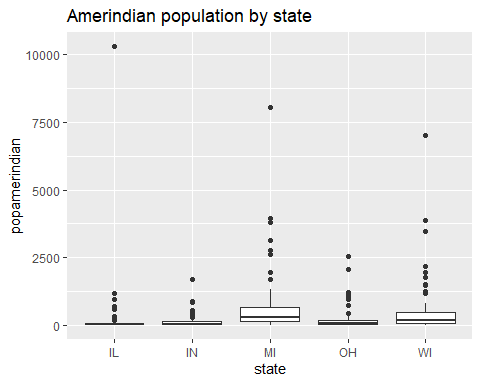 Amerindian population by state
popamerindian
10000
7500
5000
2500
0
IL IN MI OH WI
state